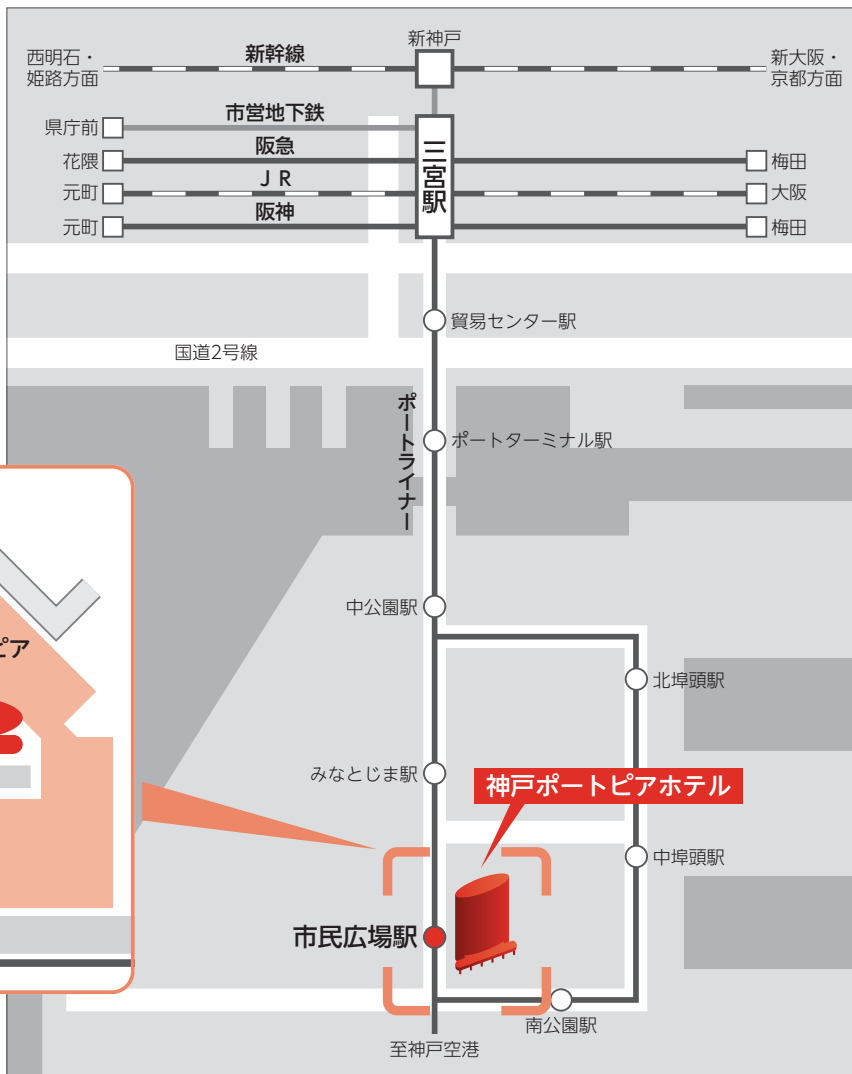 新神戸
西明石・
姫路方面
新幹線
新大阪・
京都方面
市営地下鉄
県庁前
三宮駅
阪急
花隈
梅田
JR
元町
大阪
阪神
元町
梅田
貿易センター駅
国道2号線
ポートライナー
ポートターミナル駅
中公園駅
ピア
北埠頭駅
みなとじま駅
神戸ポートピアホテル
中埠頭駅
市民広場駅
南公園駅
至神戸空港